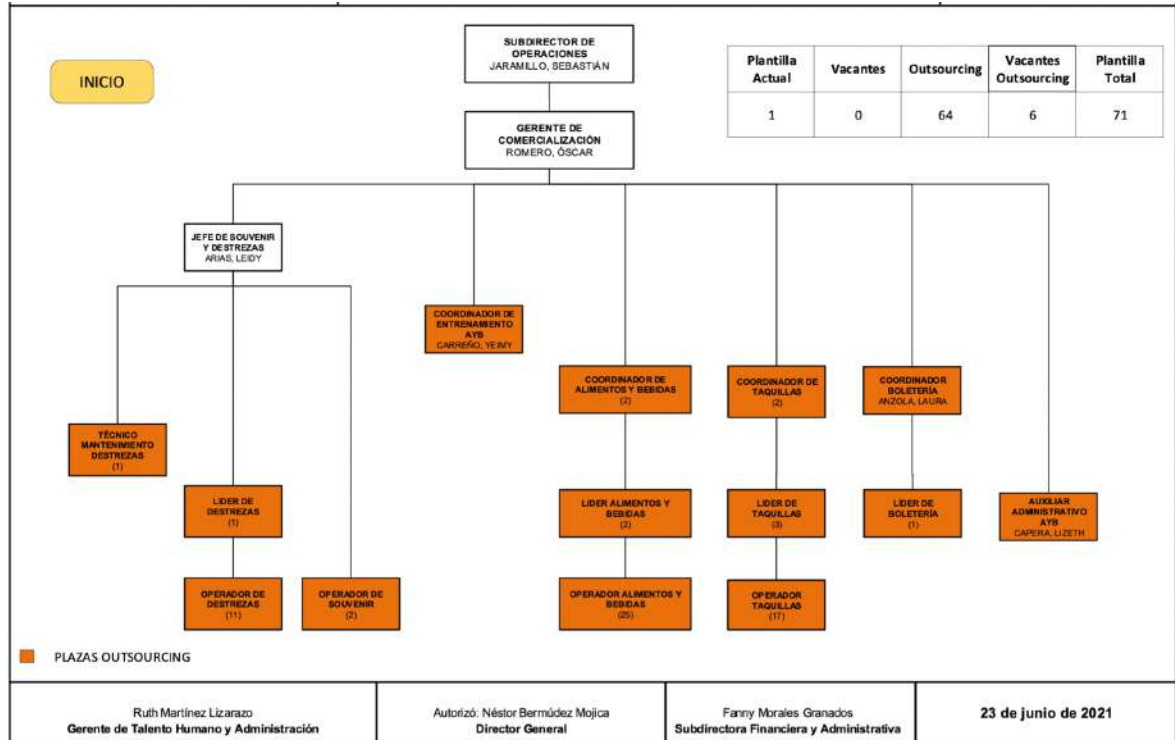 INICIO
SUBDIRECTOR DE
OPERACIONES
JARAMILLO, SEBASTIÁN
GERENTE DE
COMERCIALIZACIÓN
ROMERO, ÓSCAR
Plantilla Actual Vacantes Outsourcing Vacantes Outsourcing Plantilla Total
1 0 64 6 71
JEFE DE SOUVENIR
Y DESTREZAS
ARIAS, LEIDY
COORDINADOR DE
ENTRENAMIENTO
AYB
CARREÑO, YEIMY
COORDINADOR DE
ALIMENTOS Y BEBIDAS
(2)
COORDINADOR DE
TAQUILLAS
(2)
COORDINADOR
BOLETERÍA
ANZOLA, LAURA
TÉCNICO
MANTENIMIENTO
DESTREZAS
(1)
LIDER DE
DESTREZAS
(1)
LIDER ALIMENTOS Y
BEBIDAS
(2)
LIDER DE
TAQUILLAS
(3)
LÍDER DE
BOLETERÍA
(1)
AUXILIAR
ADMINISTRATIVO
AYB
CAPERA, LIZETH
OPERADOR DE
DESTREZAS
(11)
OPERADOR DE
SOUVENIR
(2)
OPERADOR ALIMENTOS Y
BEBIDAS
(25)
OPERADOR
TAQUILLAS
(17)
PLAZAS OUTSOURCING
Ruth Martínez Lizarazo
Gerente de Talento Humano y Administración
Autorizó: Néstor Bermúdez Mojica
Director General
Fanny Morales Granados
Subdirectora Financiera y Administrativa
23 de junio de 2021